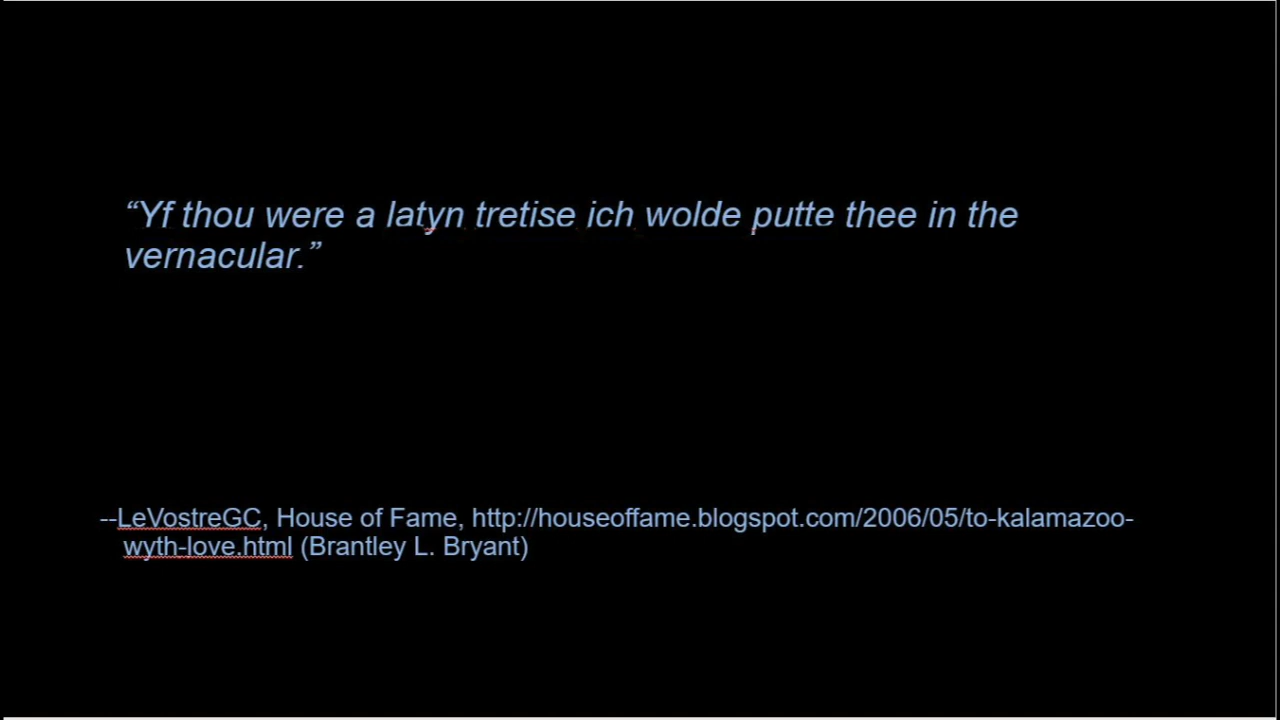 “Yf thou were a latyn tretise ich wolde putte thee in the
vernacular.”
--LeVostreGC, House of Fame, http://houseoffame.blogspot.com/2006/05/to-kalamazoo-
wyth-love.html (Brantley L. Bryant)